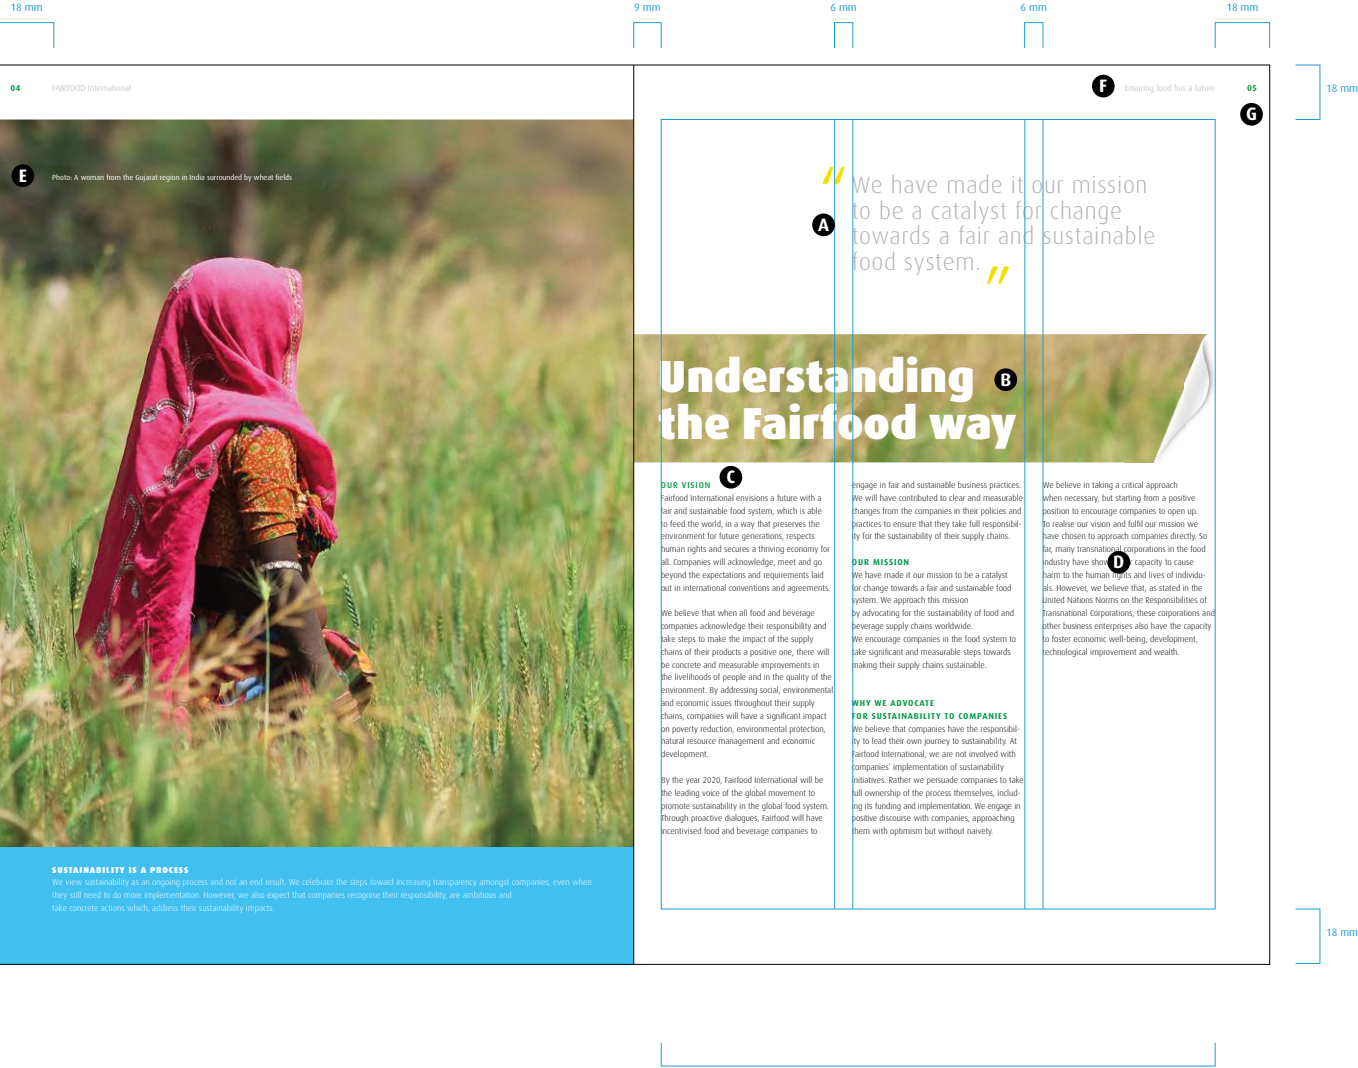 18 mm
9 mm
6 mm
6 mm
18 mm
04
FAIRFOOD International
F
Ensuring food has a future
05
18 mm
G
E
Photo: A woman from the Gujarat region in India surrounded by wheat fields
A
“
We have made it our mission
to be a catalyst for change
towards a fair and sustainable
food system.
”
Understanding
the Fairfood way
B
C
OUR VISION
Fairfood International envisions a future with a
fair and sustainable food system, which is able
to feed the world, in a way that preserves the
environment for future generations, respects
human rights and secures a thriving economy for
all. Companies will acknowledge, meet and go
beyond the expectations and requirements laid
out in international conventions and agreements.
We believe that when all food and beverage
companies acknowledge their responsibility and
take steps to make the impact of the supply
chains of their products a positive one, there will
be concrete and measurable improvements in
the livelihoods of people and in the quality of the
environment. By addressing social, environmental
and economic issues throughout their supply
chains, companies will have a significant impact
on poverty reduction, environmental protection,
natural resource management and economic
development.
By the year 2020, Fairfood International will be
the leading voice of the global movement to
promote sustainability in the global food system.
Through proactive dialogues, Fairfood will have
incentivised food and beverage companies to
engage in fair and sustainable business practices.
We will have contributed to clear and measurable
changes from the companies in their policies and
practices to ensure that they take full responsibil-
ity for the sustainability of their supply chains.
OUR MISSION
We have made it our mission to be a catalyst
for change towards a fair and sustainable food
system. We approach this mission
by advocating for the sustainability of food and
beverage supply chains worldwide.
We encourage companies in the food system to
take significant and measurable steps towards
making their supply chains sustainable.
WHY WE ADVOCATE
FOR SUSTAINABILITY TO COMPANIES
We believe that companies have the responsibil-
ity to lead their own journey to sustainability. At
Fairfood International, we are not involved with
companies’ implementation of sustainability
initiatives. Rather we persuade companies to take
full ownership of the process themselves, includ-
ing its funding and implementation. We engage in
positive discourse with companies, approaching
them with optimism but without naivety.
We believe in taking a critical approach
when necessary, but starting from a positive
position to encourage companies to open up.
To realise our vision and fulfil our mission we
have chosen to approach companies directly. So
far, many transnational corporations in the food
industry have capacity to cause
D
harm to the human rights and lives of individu-
als. However, we believe that, as stated in the
United Nations Norms on the Responsibilities of
Transnational Corporations, these corporations and
other business enterprises also have the capacity
to foster economic well-being, development,
technological improvement and wealth.
SUSTAINABILITY IS A PROCESS
We view sustainability as an ongoing process and not an end result. We celebrate the steps toward increasing transparency amongst companies, even when
they still need to do more implementation. However, we also expect that companies recognise their responsibility, are ambitious and
take concrete actions which, address their sustainability impacts.
18 mm